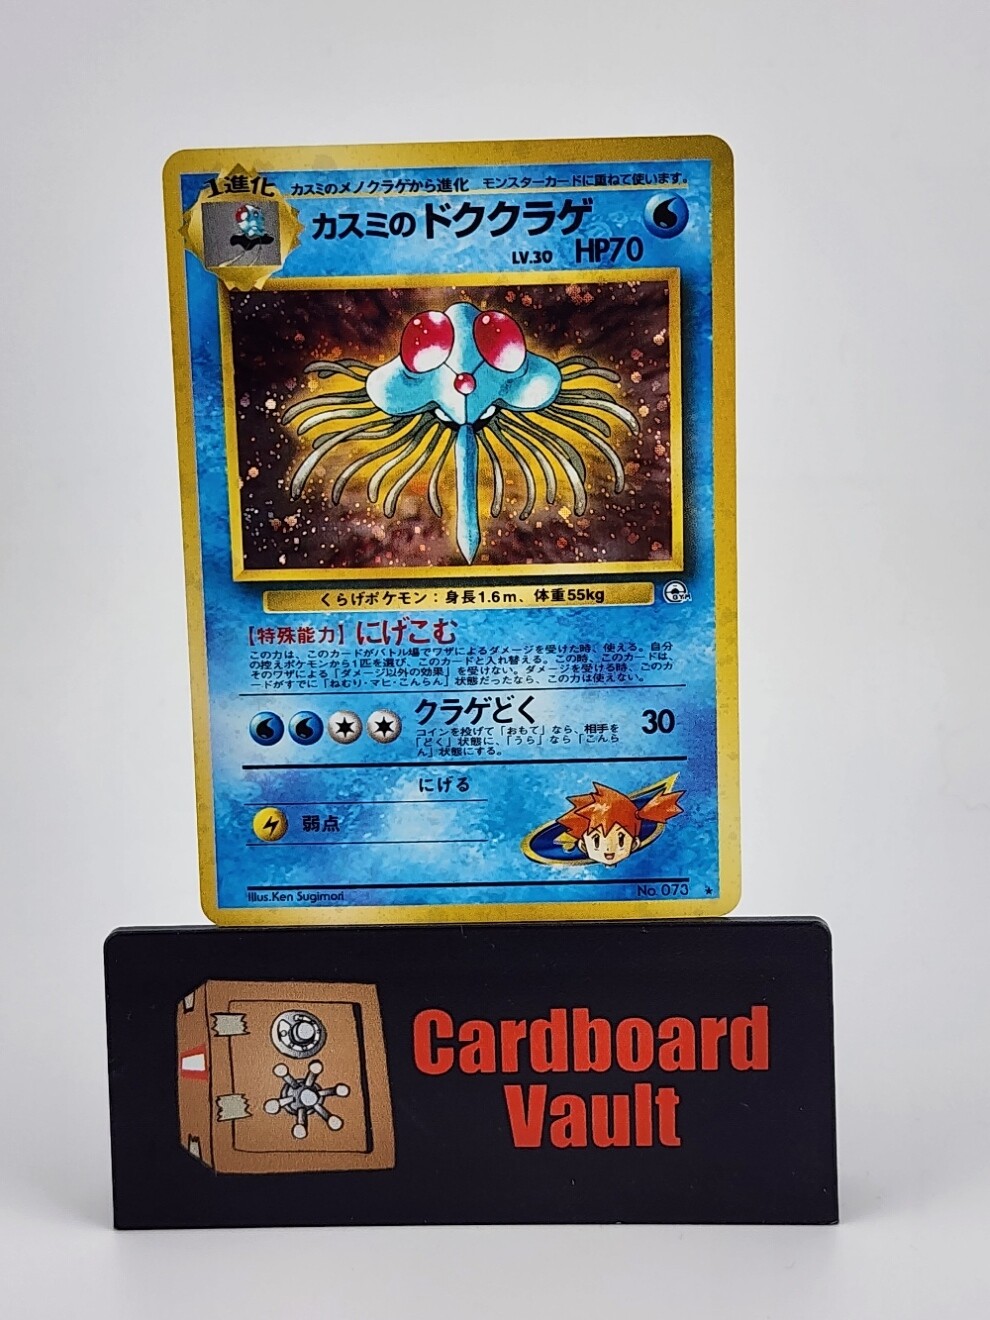 1進化 カスミのメノクラゲから進化 モンスターカードに重ねて使います。
カスミのドククラゲ
LV.30 HP70
くらげポケモン：身長1.6m、体重55kg
GYM
【特殊能力】にげこむ
この力は、このカードがバトル場でワザによるダメージを受けた時、使える。自分
の控えポケモンから1匹を選び、このカードと入れ替える。この時、このカードは、
そのワザによる「ダメージ以外の効果」を受けない。ダメージを受ける時、このカ
ードがすでに「ねむり・マヒ・こんらん」状態だったなら、この力は使えない。
クラゲどく 30
コインを投げて「おもて」なら、相手を
「どく」状態に、「うら」なら「こんら
ん」状態にする。
にげる
弱点
Illus.Ken Sugimori
No.073 ★
Cardboard
Vault